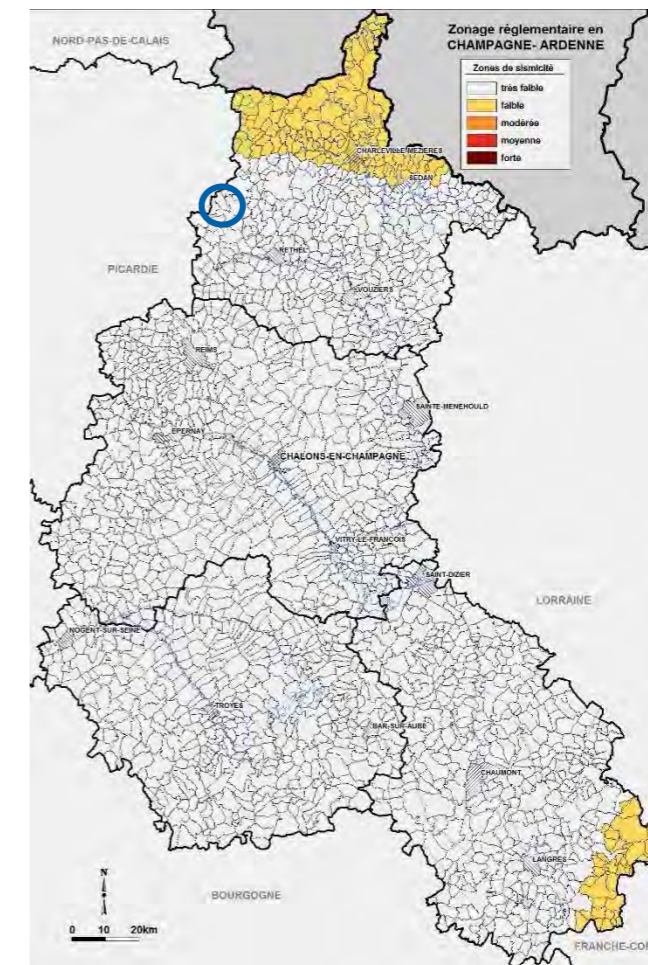 NORD-PAS-DE-CALAIS
Zonage réglementaire en
CHAMPAGNE- ARDENNE
Zones de sismicité
très faible
faible
modérée
moyenne
forte
CHARLEVILLE-MEZIERES
SEDAN
RETHEL
PICARDIE
VOUZIERS
REIMS
SAINTE-MENEHOULD
EPERNAY
CHALONS-EN-CHAMPAGNE
VITRY-LE-FRANCOIS
SAINT-DIZIER
LORRAINE
NOGENT-SUR-SEINE
TROYES
BAR-SUR-AUBE
CHAUMONT
LANGRES
N
BOURGOGNE
0 10 20km
FRANCHE-COM